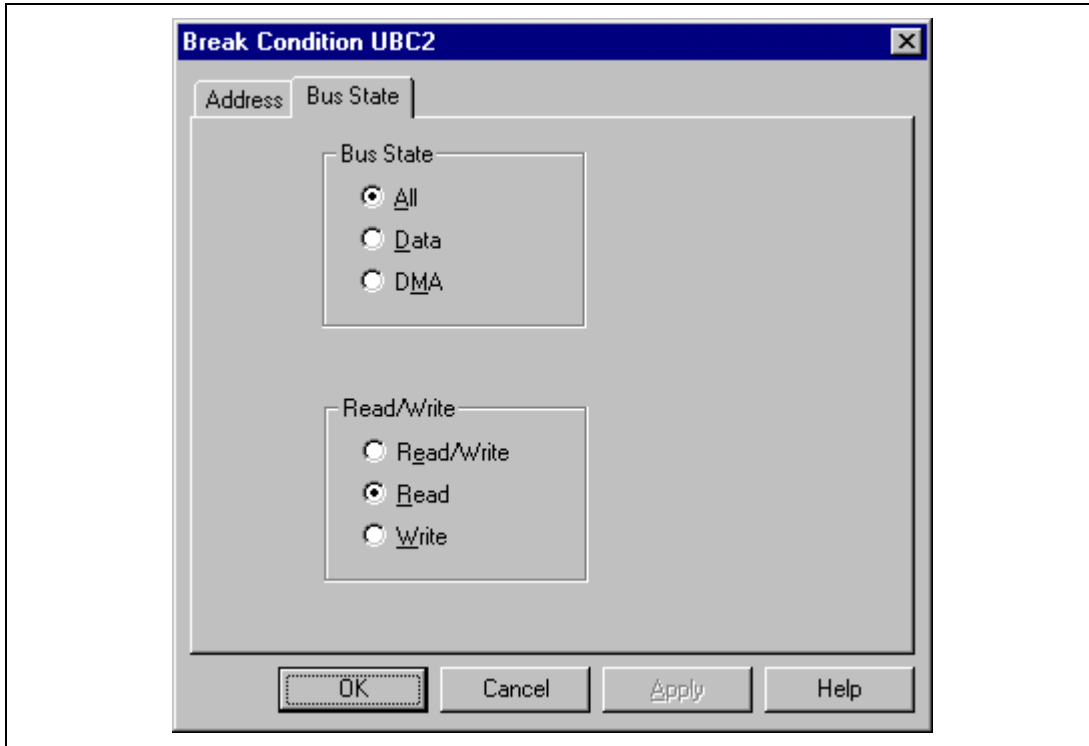 Break Condition UBC2
Address Bus State
Bus State
All
Data
DMA
Read/Write
Read/Write
Read
Write
OK Cancel Apply Help